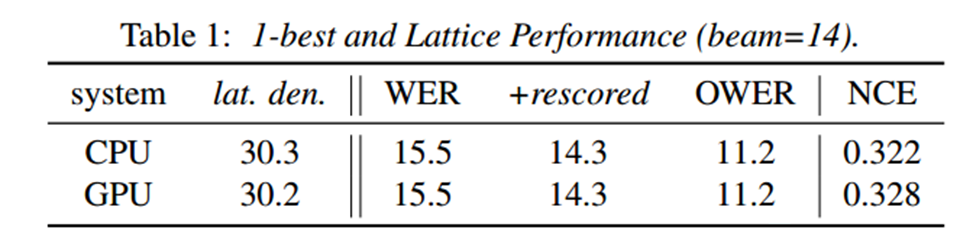 Table 1: 1-best and Lattice Performance (beam=14).
system lat. den. WER +rescored OWER NCE
CPU 30.3 15.5 14.3 11.2 0.322
GPU 30.2 15.5 14.3 11.2 0.328